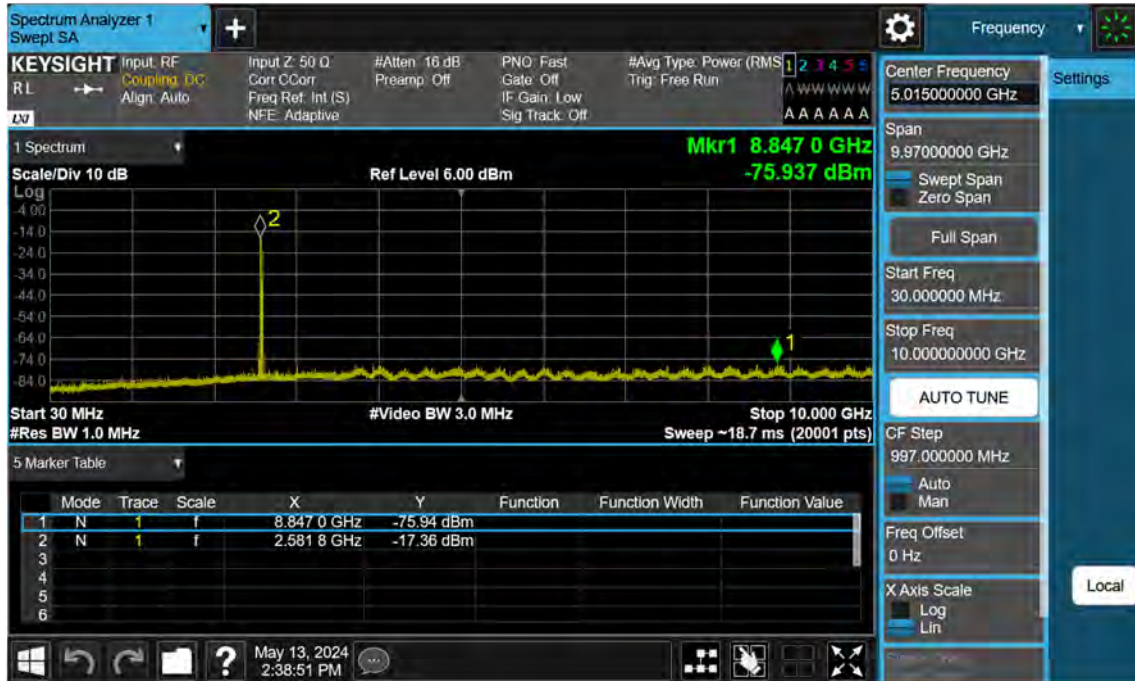 Spectrum Analyzer 1
Swept SA
+
Frequency
KEYSIGHT
RL
LXI
Input: RF
Coupling: DC
Align: Auto
Input Z: 50 Ω
Corr CCorr
Freq Ref: Int (S)
NFE: Adaptive
#Atten: 16 dB
Preamp: Off
PNO: Fast
Gate: Off
IF Gain: Low
Sig Track: Off
#Avg Type: Power (RMS
Trig: Free Run
1 2 3 4 5 6
A W W W W W
A A A A A A
1 Spectrum
Scale/Div 10 dB
Ref Level 6.00 dBm
Mkr1 8.847 0 GHz
-75.937 dBm
Log
-4.00
-14.0
-24.0
-34.0
-44.0
-54.0
-64.0
-74.0
-84.0
2
1
Start 30 MHz
#Video BW 3.0 MHz
Stop 10.000 GHz
#Res BW 1.0 MHz
Sweep ~18.7 ms (20001 pts)
5 Marker Table
Mode Trace Scale X Y Function Function Width Function Value
1 N 1 f 8.847 0 GHz -75.94 dBm
2 N 1 f 2.581 8 GHz -17.36 dBm
3
4
5
6
May 13, 2024
2:38:51 PM
?
Center Frequency
5.015000000 GHz
Settings
Span
9.97000000 GHz
Swept Span
Zero Span
Full Span
Start Freq
30.000000 MHz
Stop Freq
10.000000000 GHz
AUTO TUNE
CF Step
997.000000 MHz
Auto
Man
Freq Offset
0 Hz
X Axis Scale
Log
Lin
Local